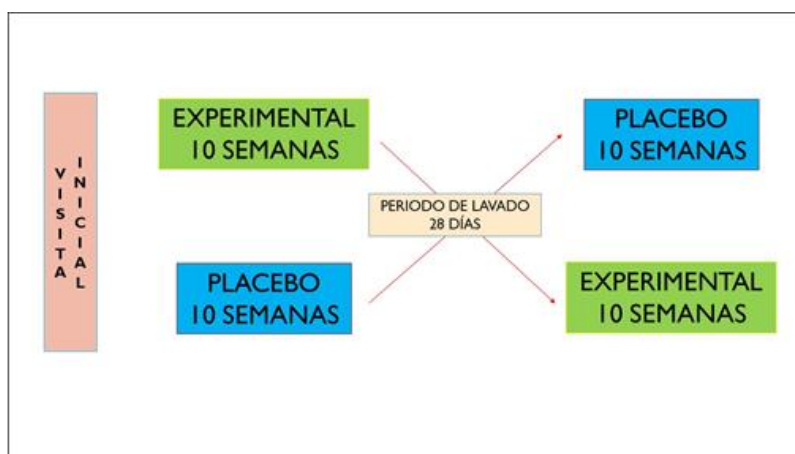 VISITA
INICIAL
EXPERIMENTAL
10 SEMANAS
PLACEBO
10 SEMANAS
PERIODO DE LAVADO
28 DÍAS
PLACEBO
10 SEMANAS
EXPERIMENTAL
10 SEMANAS